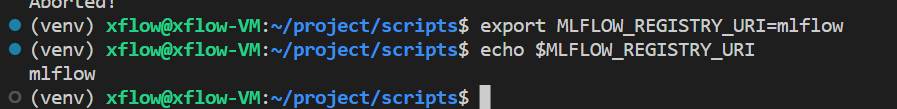 Aborted!
(venv) xflow@xflow-VM:~/project/scripts$ export MLFLOW_REGISTRY_URI=mlflow
(venv) xflow@xflow-VM:~/project/scripts$ echo $MLFLOW_REGISTRY_URI
mlflow
(venv) xflow@xflow-VM:~/project/scripts$